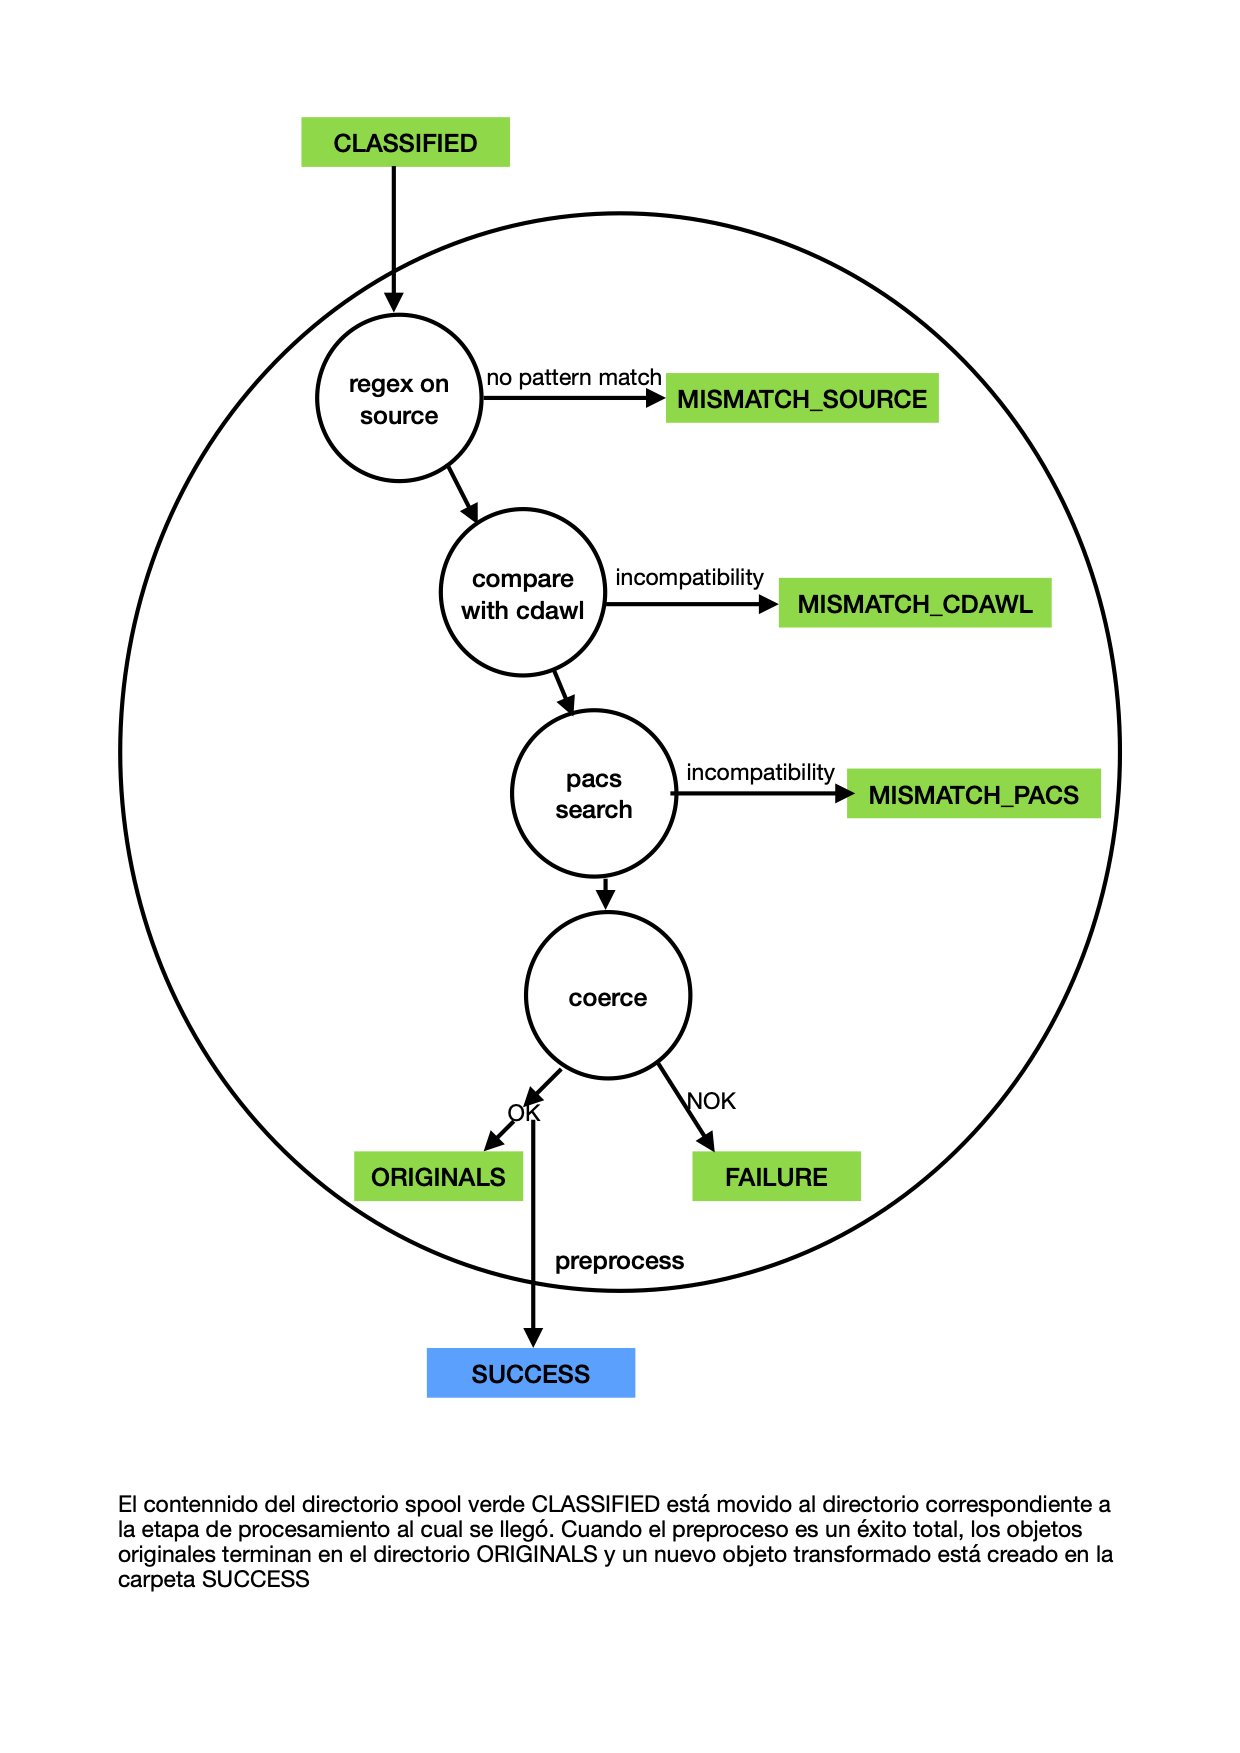 CLASSIFIED
regex on
source
no pattern match
MISMATCH_SOURCE
compare
with cdawl
incompatibility
MISMATCH_CDAWL
pacs
search
incompatibility
MISMATCH_PACS
coerce
OK
NOK
ORIGINALS
FAILURE
preprocess
SUCCESS
El contennido del directorio spool verde CLASSIFIED está movido al directorio correspondiente a
la etapa de procesamiento al cual se llegó. Cuando el preproceso es un éxito total, los objetos
originales terminan en el directorio ORIGINALS y un nuevo objeto transformado está creado en la
carpeta SUCCESS